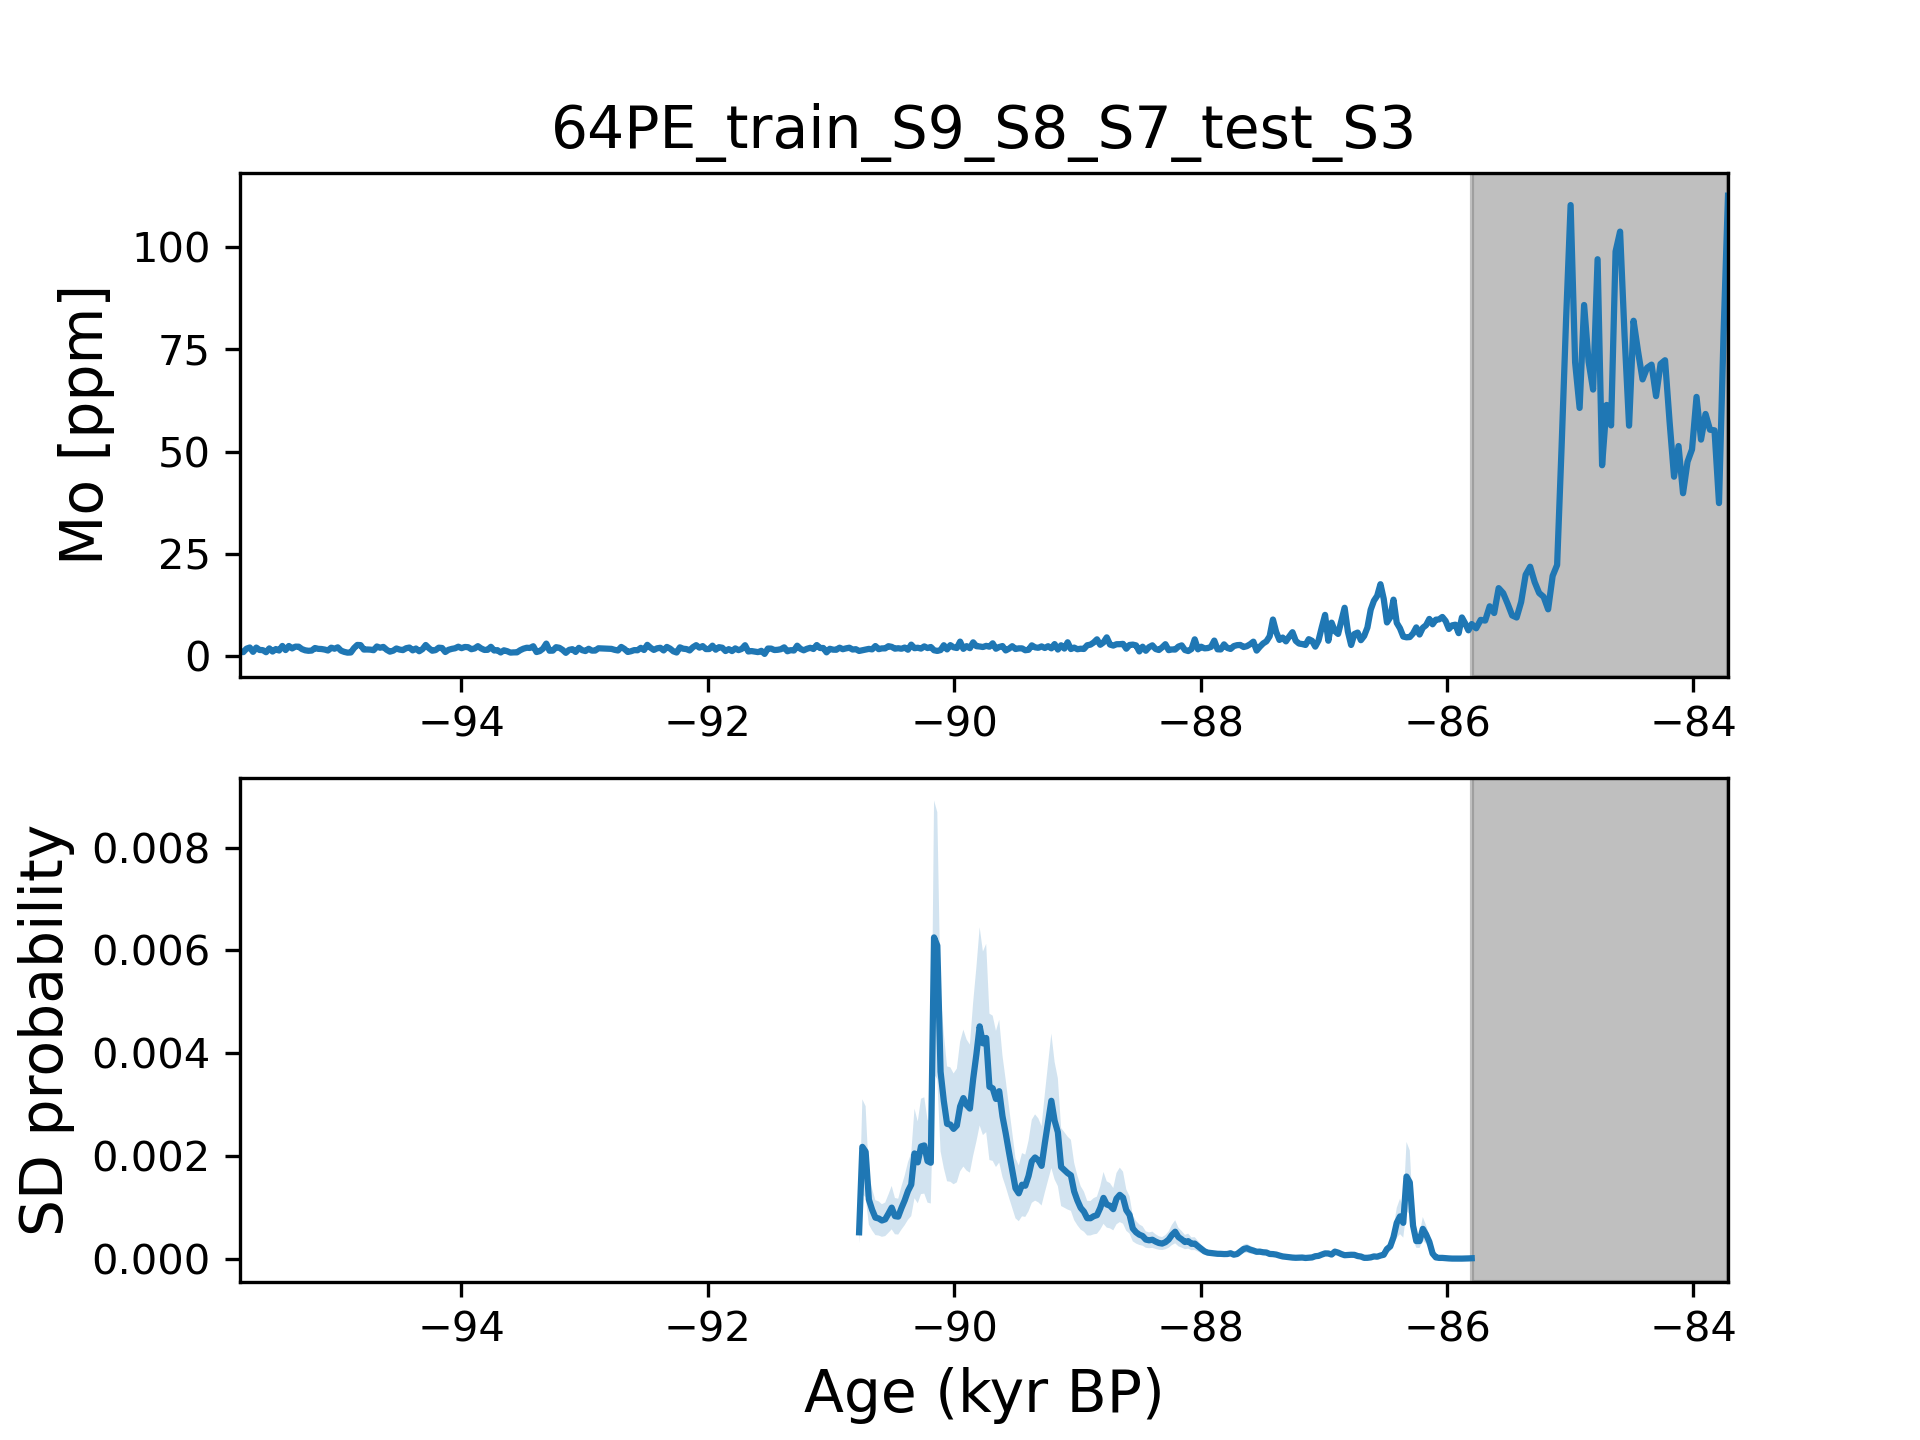 64PE_train_S9_S8_S7_test_S3
Mo [ppm]
100
75
50
25
0
−94 −92 −90 −88 −86 −84
SD probability
0.008
0.006
0.004
0.002
0.000
−94 −92 −90 −88 −86 −84
Age (kyr BP)